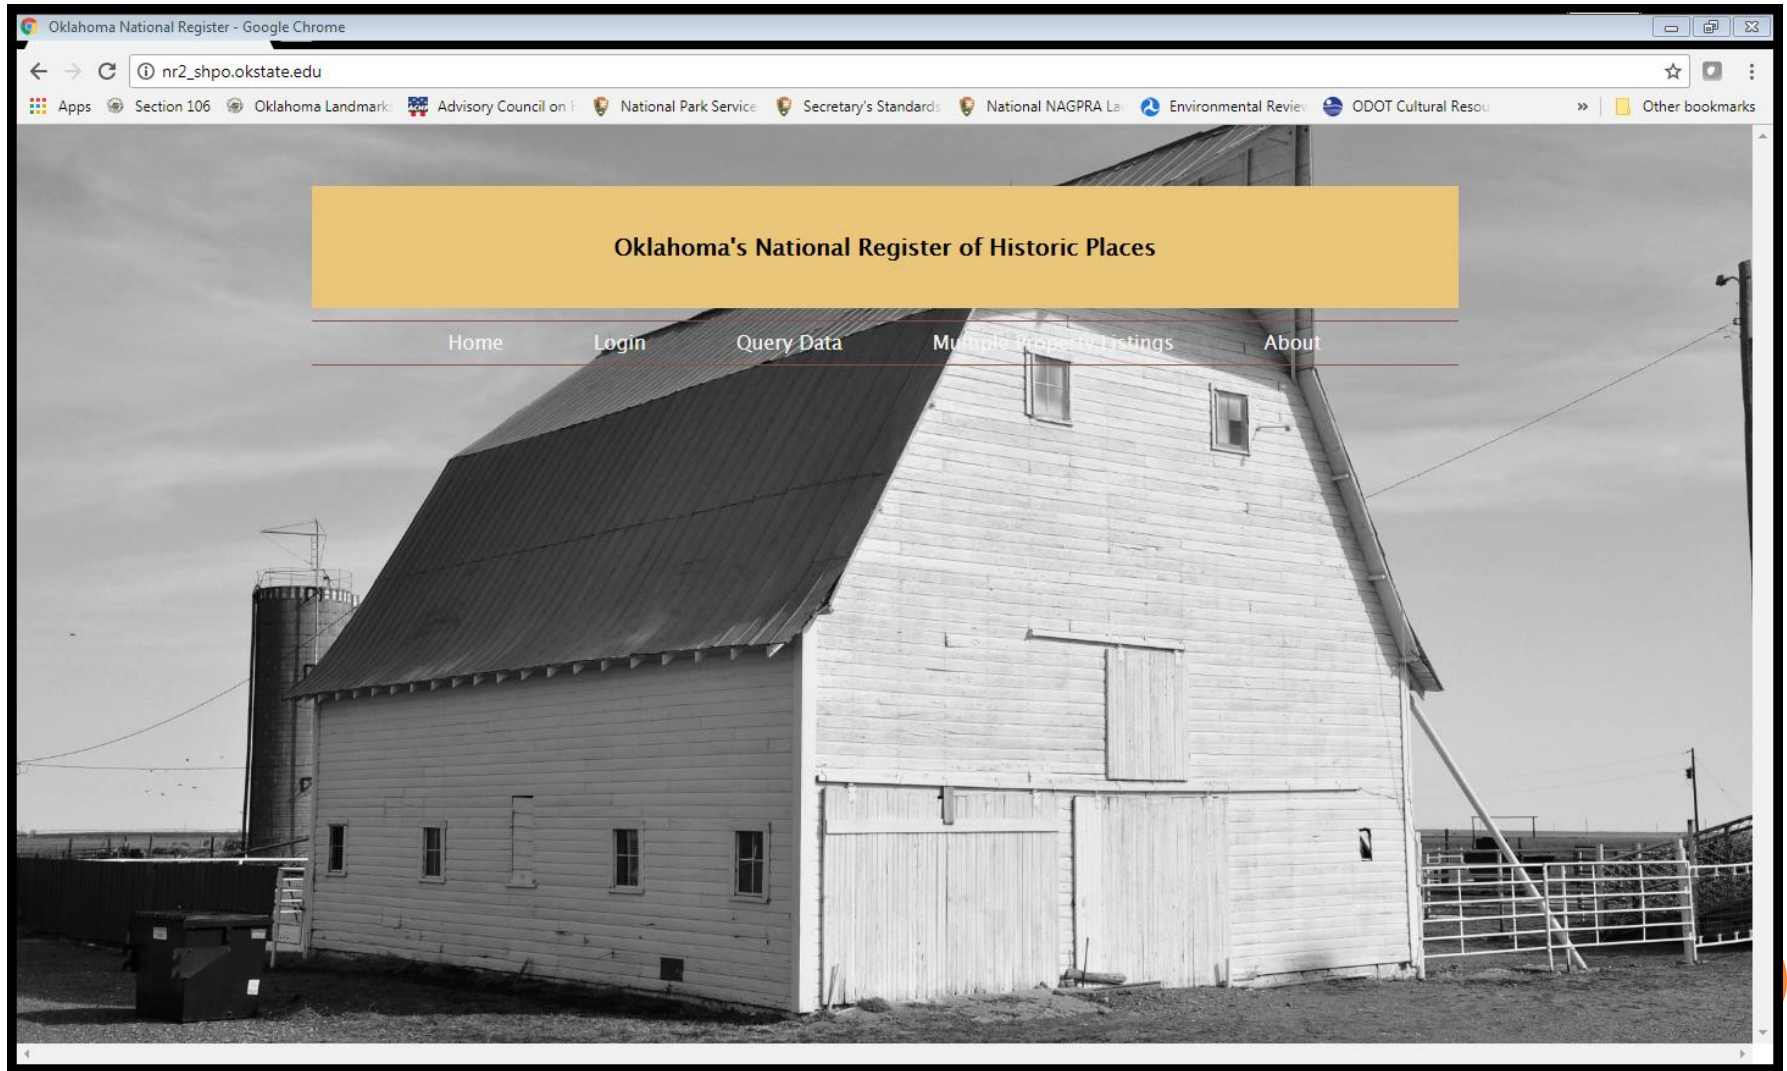 Oklahoma National Register - Google Chrome
nr2_shpo.okstate.edu
Apps Section 106 Oklahoma Landmark Advisory Council on National Park Service Secretary's Standards National NAGPRA La Environmental Review ODOT Cultural Resou » Other bookmarks
Oklahoma's National Register of Historic Places
Home Login Query Data Multiple Property Listings About